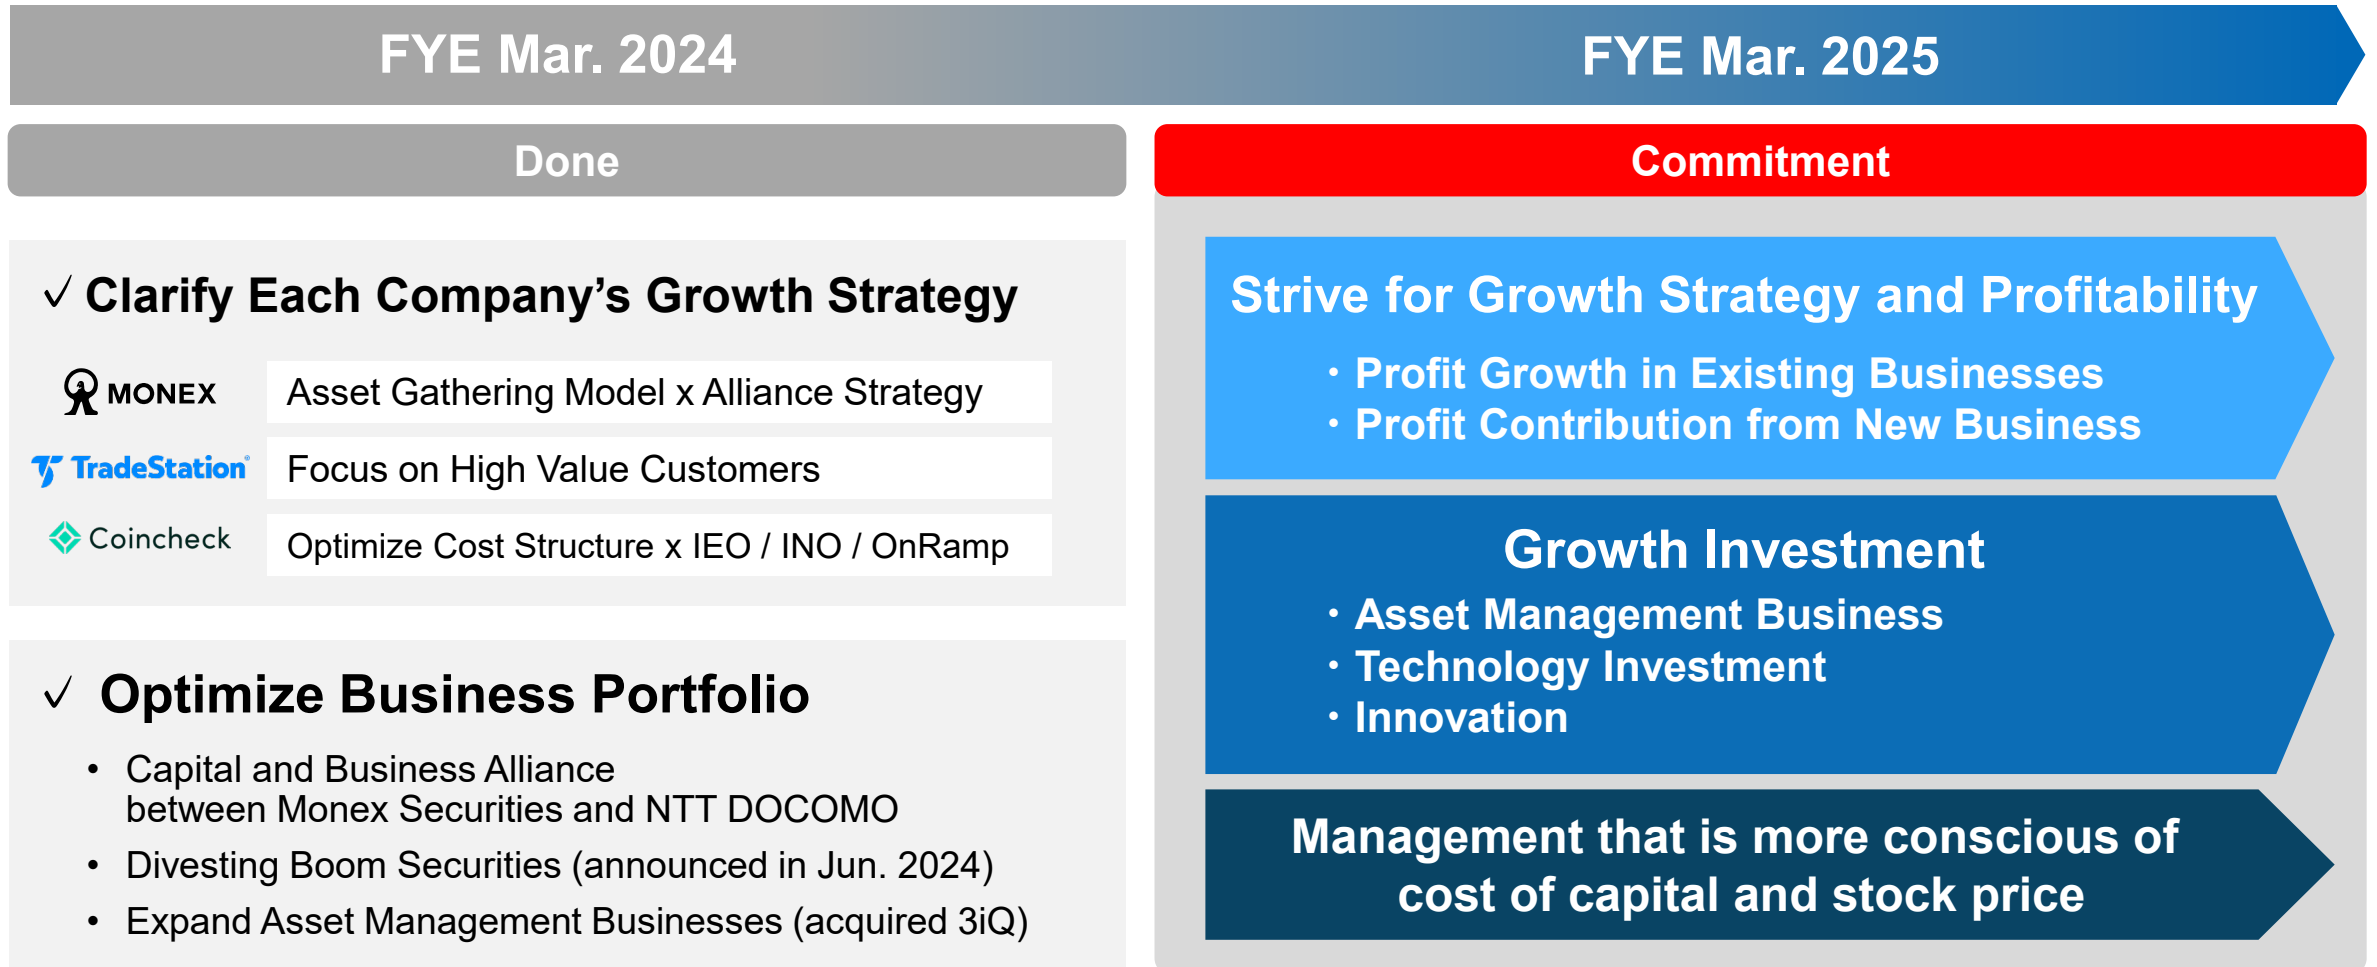 FYE Mar. 2024
FYE Mar. 2025
Done
✓ Clarify Each Company’s Growth Strategy
MONEX
Asset Gathering Model x Alliance Strategy
TradeStation®
Focus on High Value Customers
Coincheck
Optimize Cost Structure x IEO / INO / OnRamp
✓ Optimize Business Portfolio
• Capital and Business Alliance
between Monex Securities and NTT DOCOMO
• Divesting Boom Securities (announced in Jun. 2024)
• Expand Asset Management Businesses (acquired 3iQ)
Commitment
Strive for Growth Strategy and Profitability
・Profit Growth in Existing Businesses
・Profit Contribution from New Business
Growth Investment
・Asset Management Business
・Technology Investment
・Innovation
Management that is more conscious of
cost of capital and stock price